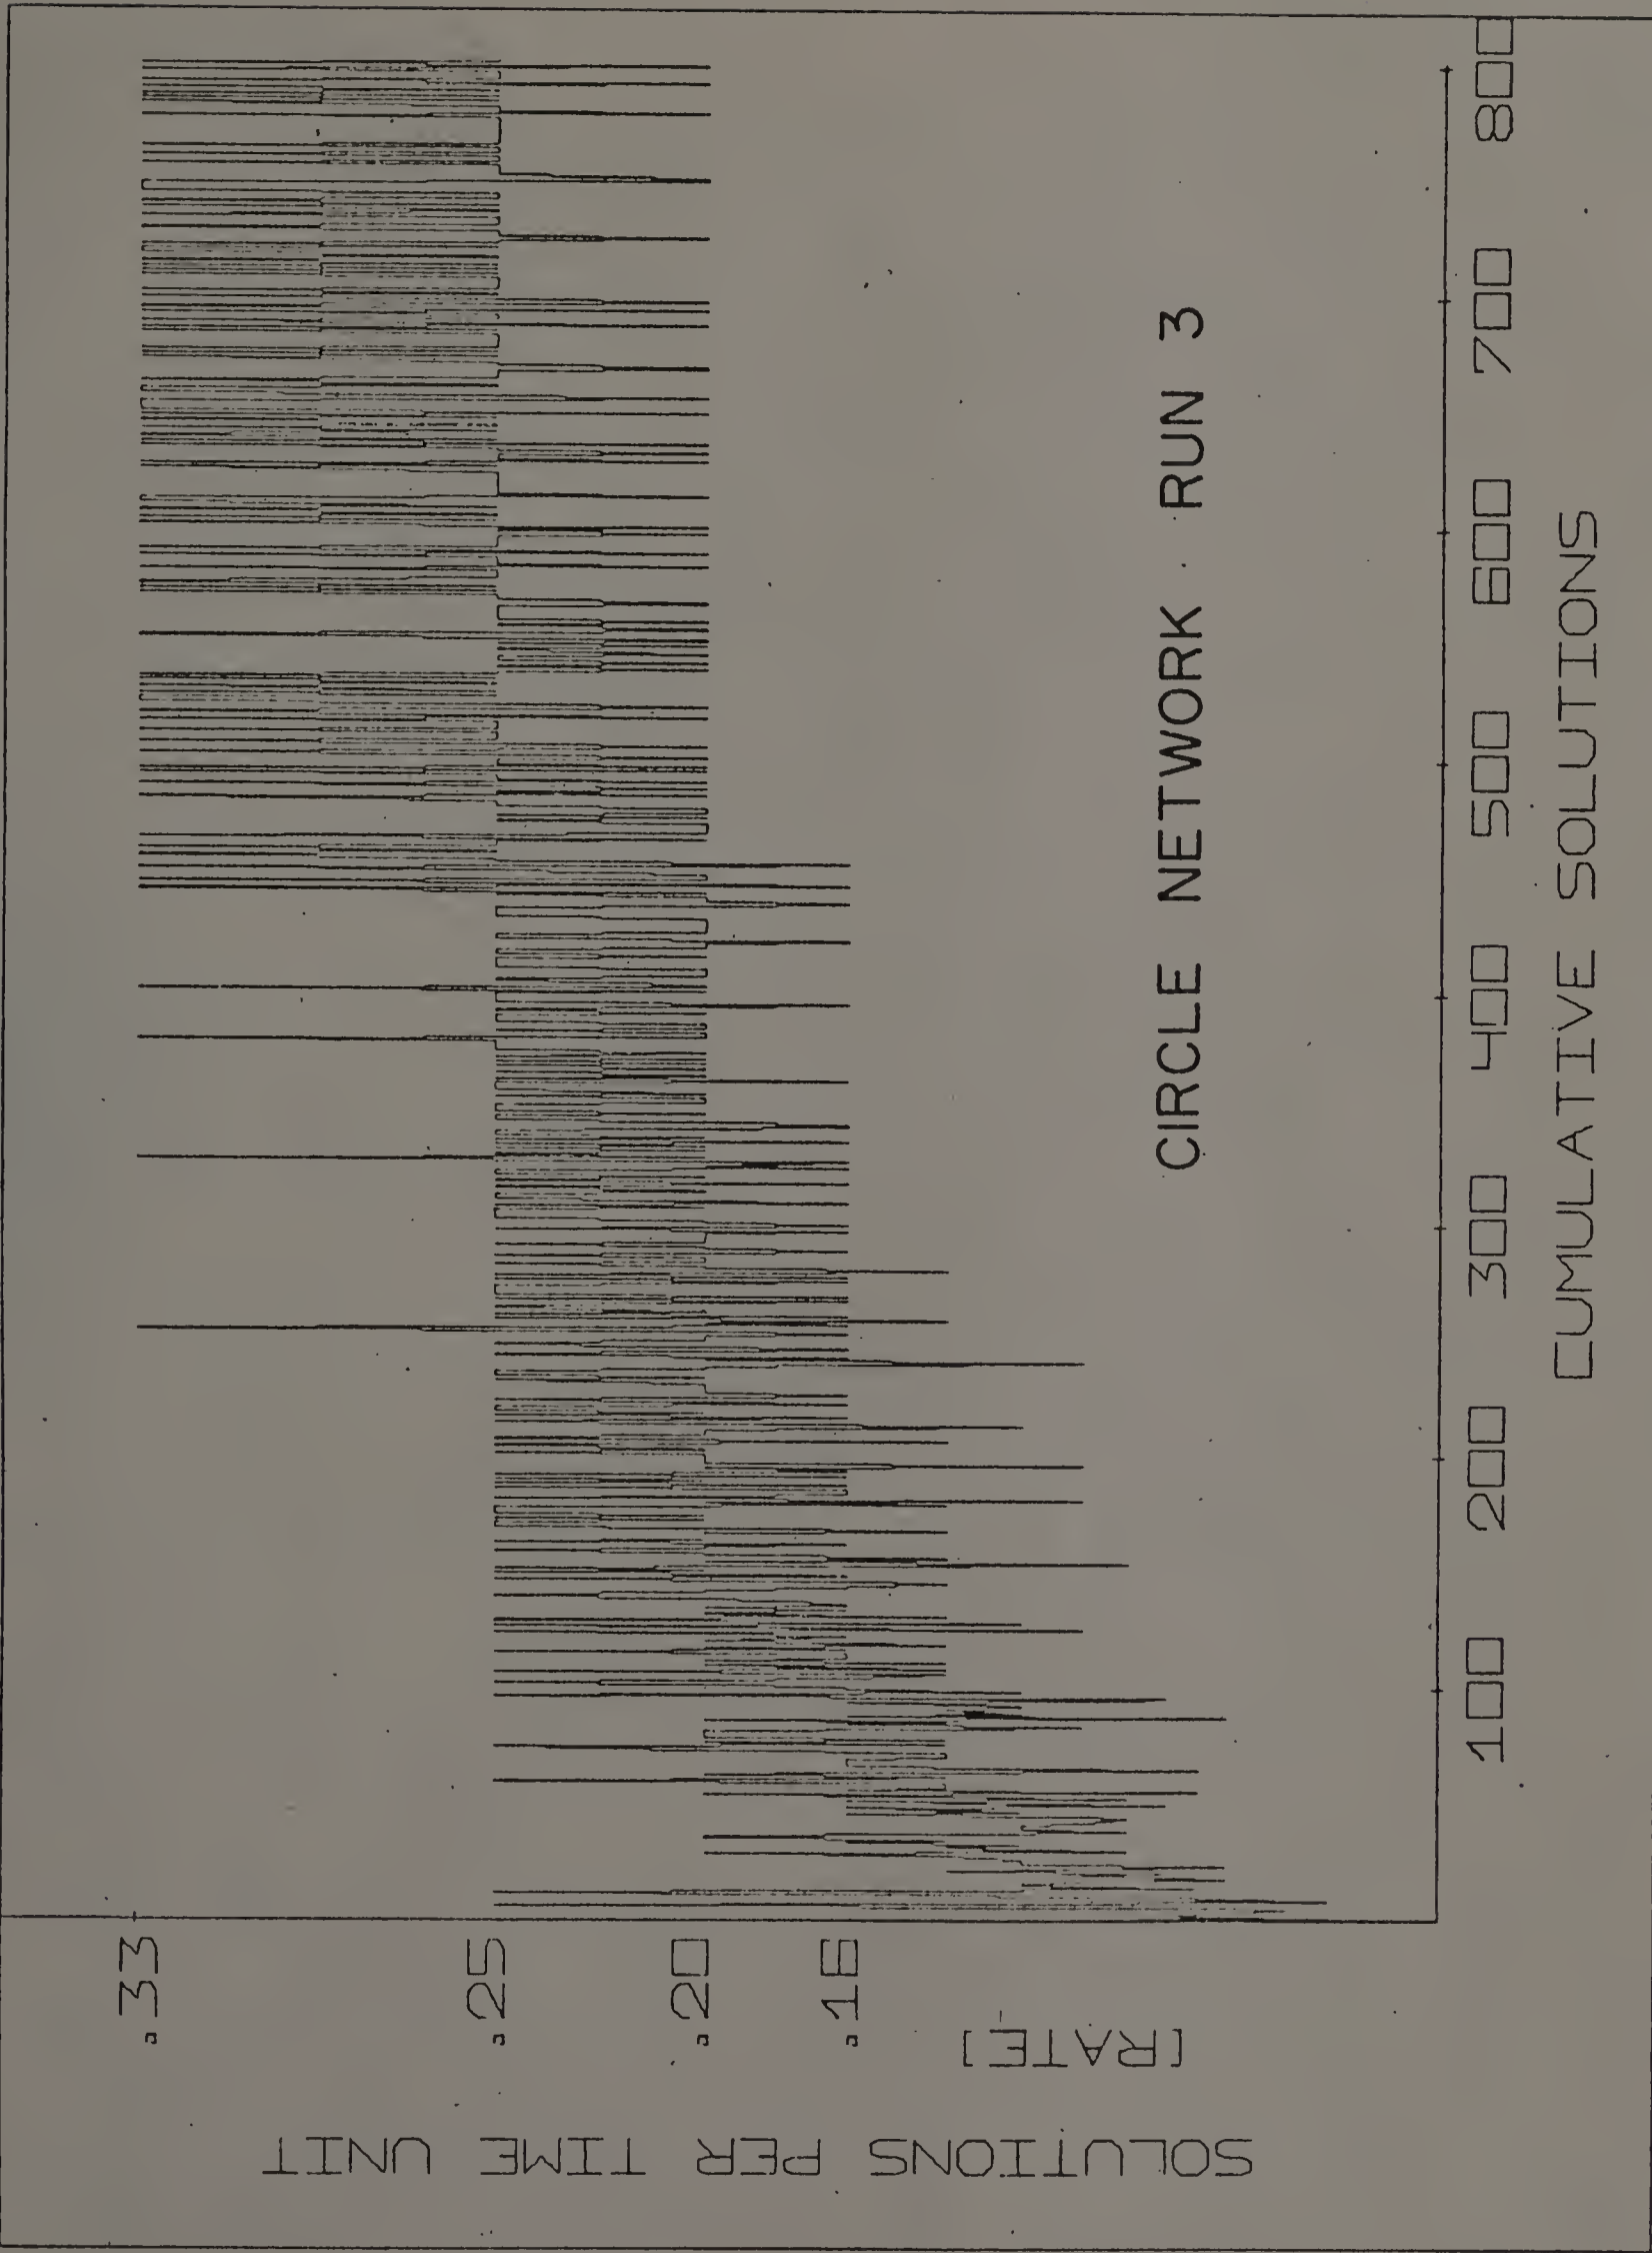 .33
.25
.20
.16
SOLUTIONS PER TIME UNIT
[RATE]
CIRCLE NETWORK RUN 3
100 200 300 400 500 600 700 800
CUMULATIVE SOLUTIONS